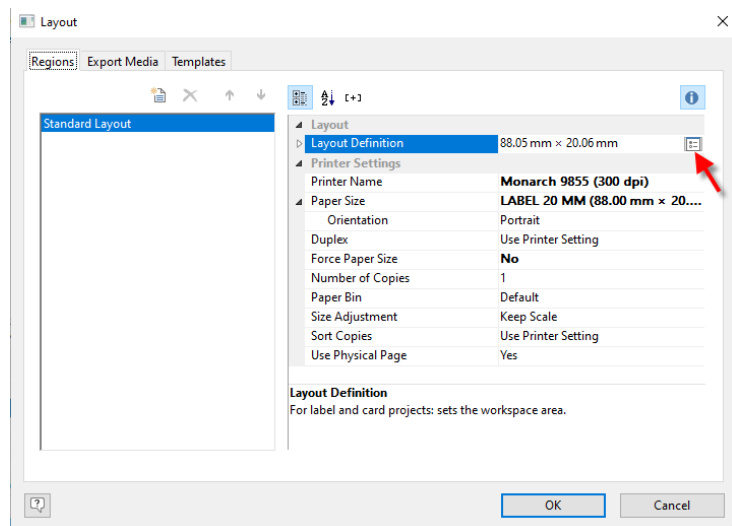 Layout
Regions Export Media Templates
[+]
Standard Layout
Layout
Layout Definition 88.05 mm × 20.06 mm
Printer Settings
Printer Name Monarch 9855 (300 dpi)
Paper Size LABEL 20 MM (88.00 mm × 20....
Orientation Portrait
Duplex Use Printer Setting
Force Paper Size No
Number of Copies 1
Paper Bin Default
Size Adjustment Keep Scale
Sort Copies Use Printer Setting
Use Physical Page Yes
Layout Definition
For label and card projects: sets the workspace area.
OK Cancel